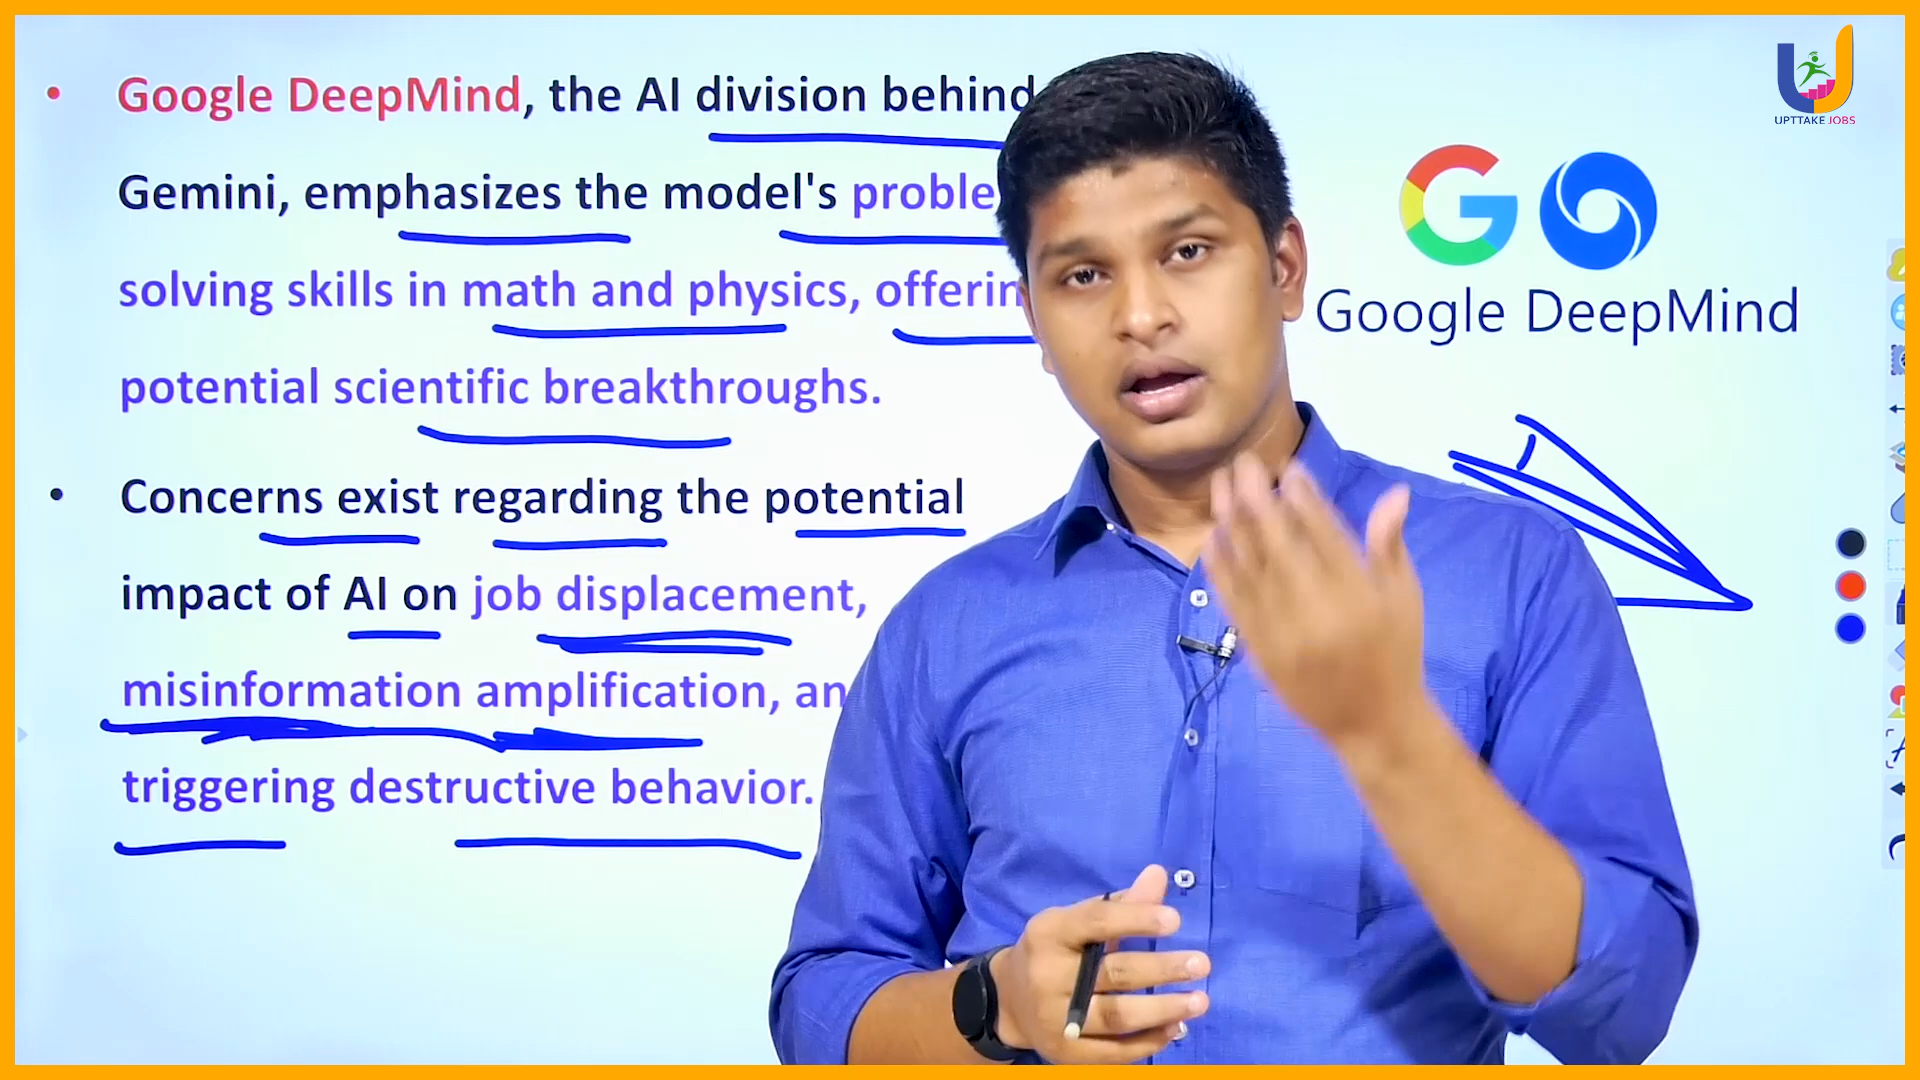 Google DeepMind, the AI division behind
Gemini, emphasizes the model's proble
solving skills in math and physics, offerin
potential scientific breakthroughs.
Concerns exist regarding the potential
impact of AI on job displacement,
misinformation amplification, an
triggering destructive behavior.
Google DeepMind
UPTTAKE JOBS